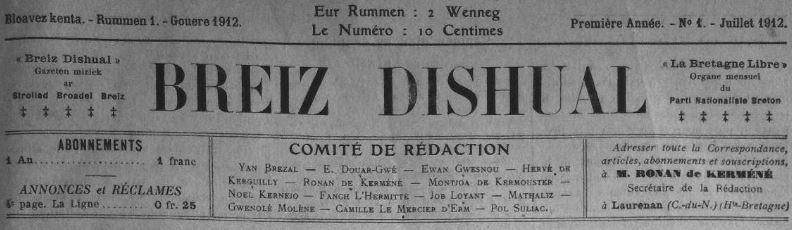 Bloavez kenta. - Rummen 1. - Gouere 1912.
Eur Rummen : 2 Wenneg
Le Numéro : 10 Centimes
Première Année. - No 1. - Juillet 1912.
« Breiz Dishual »
Gazeten miziek
ar
Strollad Broadel Breiz
BREIZ DISHUAL
« La Bretagne Libre »
Organe mensuel
du
Parti Nationaliste Breton
ABONNEMENTS
1 An.................. 1 franc
ANNONCES et RÉCLAMES
4e page. La Ligne........ 0 fr. 25
COMITÉ DE RÉDACTION
YAN BREZAL — E. DOUAR-GWÉ — EWAN GWESNOU — HERVÉ DE
KERGUILLY — RONAN DE KERMÉNÉ — MONTJOA DE KERMOUSTER —
NOEL KERNEJO — FANCH L'HERMITTE — JOB LOYANT — MATHALIZ —
GWENOLÉ MOLÈNE — CAMILLE LE MERCIER D'ERM — POL SULIAC.
Adresser toute la Correspondance,
articles, abonnements et souscriptions,
à M. RONAN de KERMÉNÉ
Secrétaire de la Rédaction
à Laurenan (C.-du-N.) (Hte-Bretagne)